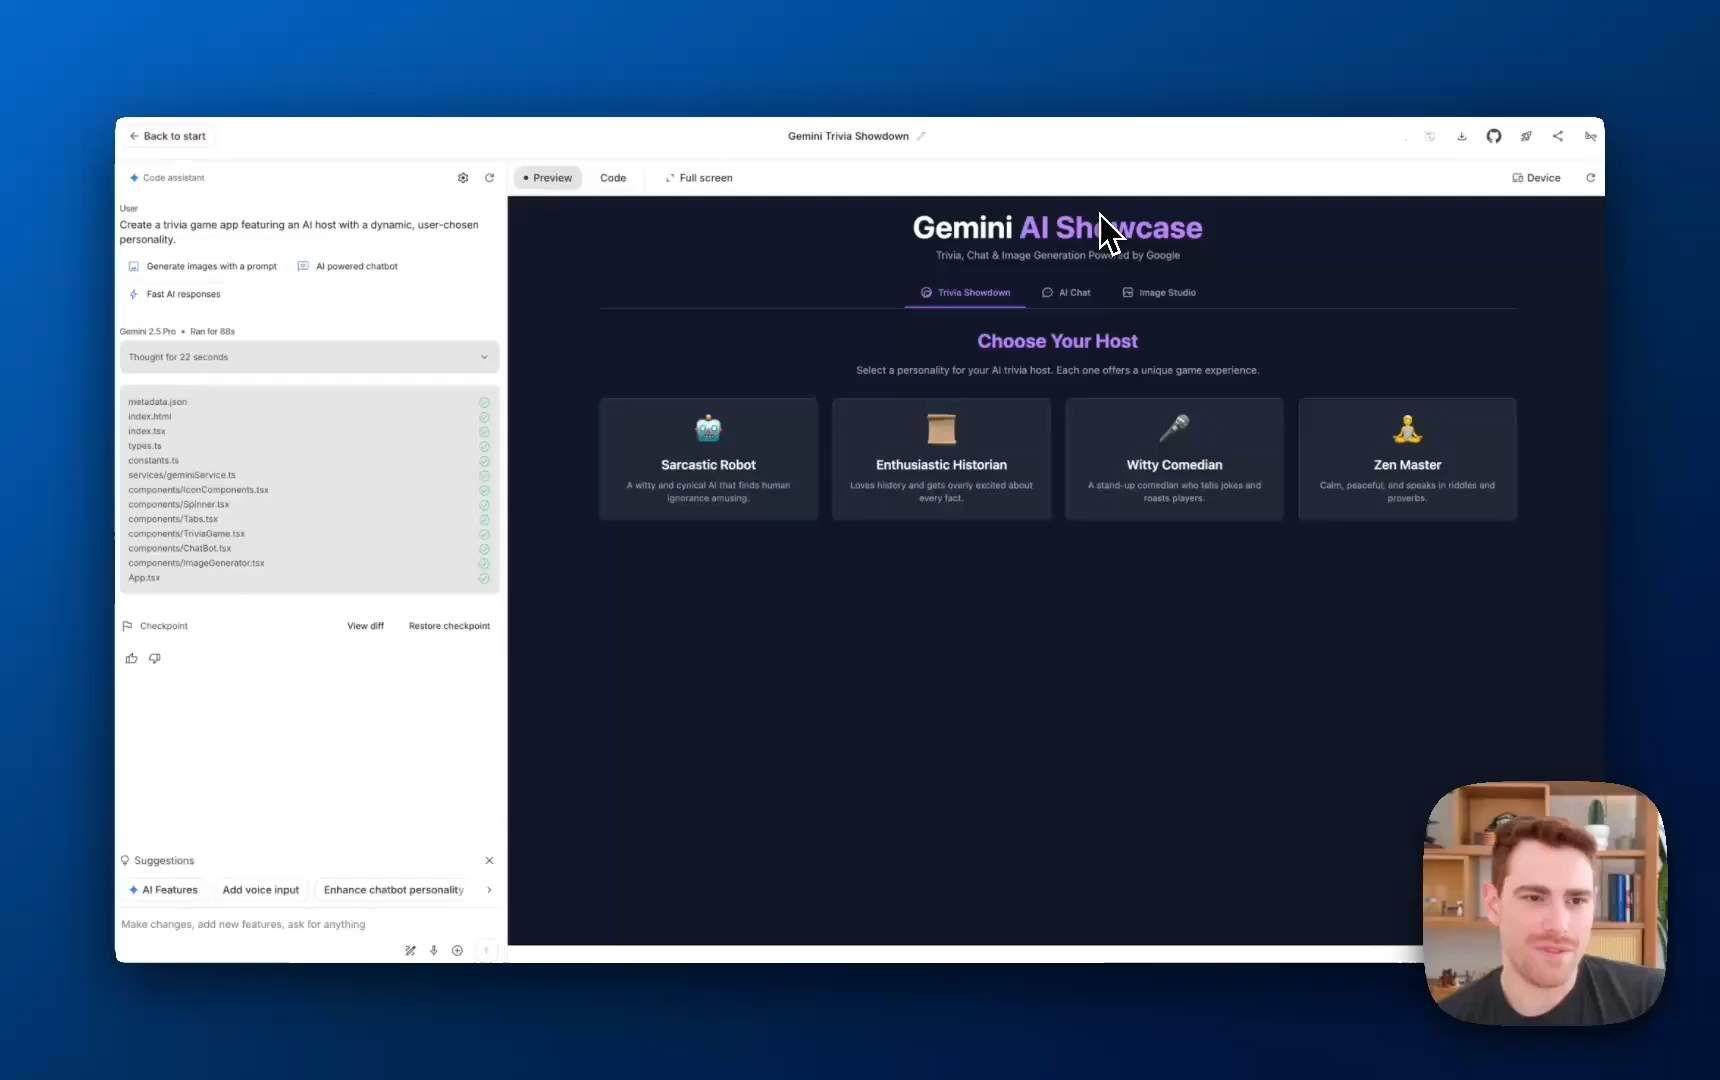 Back to start
Gemini Trivia Showdown
Code assistant
Preview
Code
Full screen
Device
User
Create a trivia game app featuring an AI host with a dynamic, user-chosen
personality.
Generate images with a prompt
AI powered chatbot
Fast AI responses
Gemini 2.5 Pro • Ran for 88s
Thought for 22 seconds
metadata.json
index.html
index.tsx
types.ts
constants.ts
services/geminiService.ts
components/IconComponents.tsx
components/Spinner.tsx
components/Tabs.tsx
components/TriviaGame.tsx
components/ChatBot.tsx
components/ImageGenerator.tsx
App.tsx
Checkpoint
View diff
Restore checkpoint
Suggestions
AI Features
Add voice input
Enhance chatbot personality
Make changes, add new features, ask for anything
Gemini AI Showcase
Trivia, Chat & Image Generation Powered by Google
Trivia Showdown
AI Chat
Image Studio
Choose Your Host
Select a personality for your AI trivia host. Each one offers a unique game experience.
Sarcastic Robot
A witty and cynical AI that finds human
ignorance amusing.
Enthusiastic Historian
Loves history and gets overly excited about
every fact.
Witty Comedian
A stand-up comedian who tells jokes and
roasts players.
Zen Master
Calm, peaceful, and speaks in riddles and
proverbs.